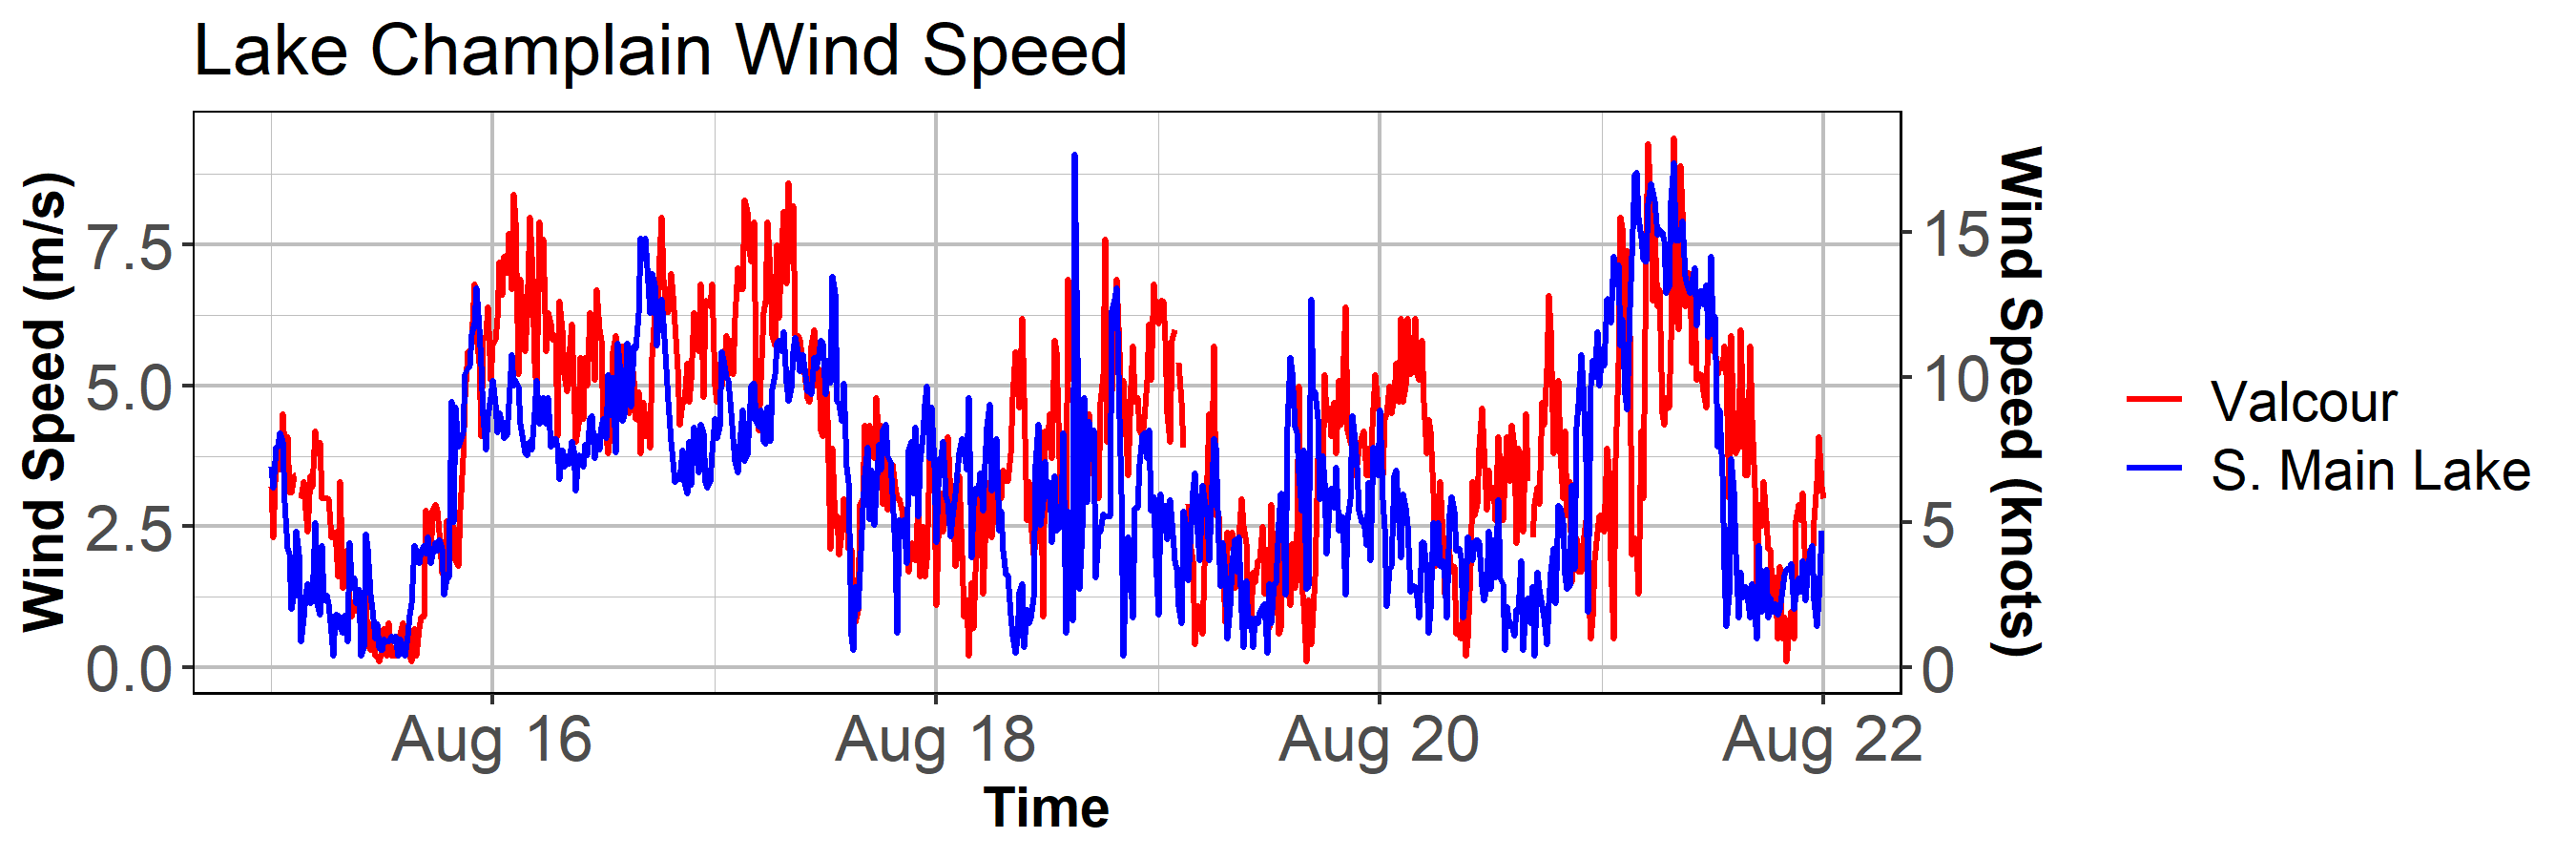 Lake Champlain Wind Speed
Wind Speed (m/s)
7.5
5.0
2.5
0.0
15
10
5
0
Wind Speed (knots)
Aug 16
Aug 18
Aug 20
Aug 22
Time
Valcour
S. Main Lake